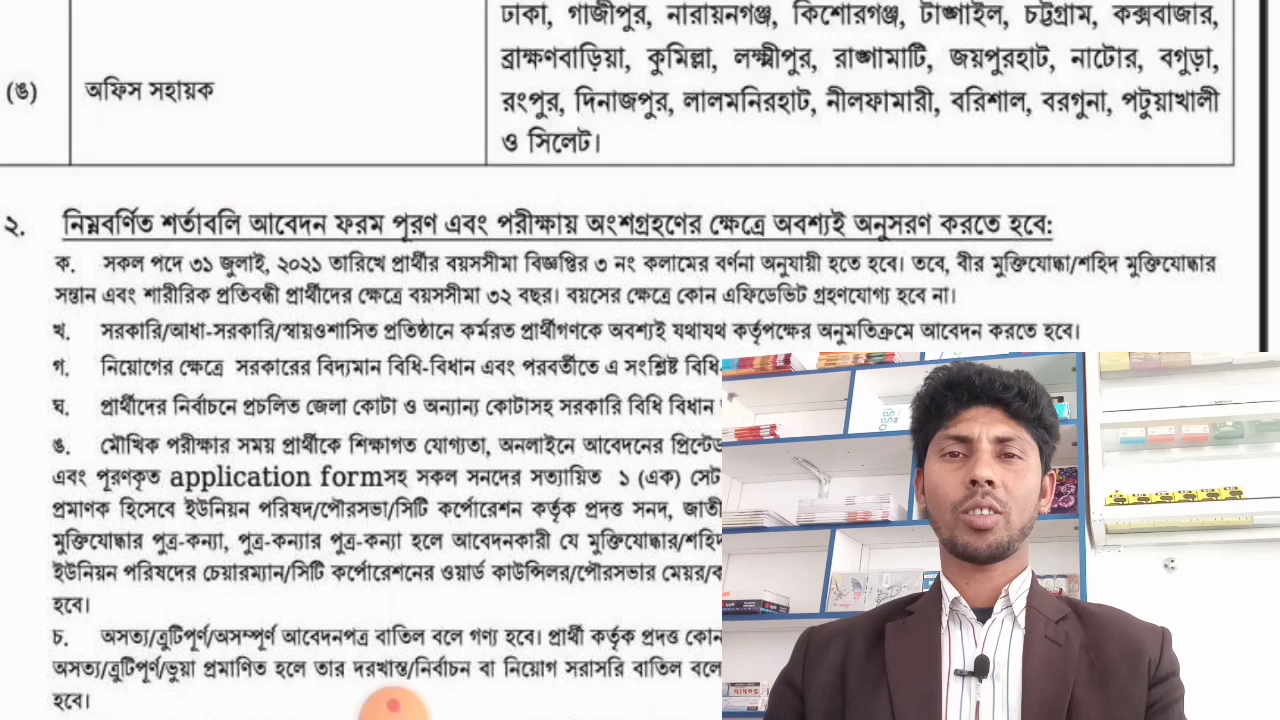 ঢাকা, গাজীপুর, নারায়নগঞ্জ, কিশোরগঞ্জ, টাঙ্গাইল, চট্টগ্রাম, কক্সবাজার,
ব্রাক্ষণবাড়িয়া, কুমিল্লা, লক্ষ্মীপুর, রাঙ্গামাটি, জয়পুরহাট, নাটোর, বগুড়া,
(ঙ) অফিস সহায়ক
রংপুর, দিনাজপুর, লালমনিরহাট, নীলফামারী, বরিশাল, বরগুনা, পটুয়াখালী
ও সিলেট।
২. নিম্নবর্ণিত শর্তাবলি আবেদন ফরম পূরণ এবং পরীক্ষায় অংশগ্রহণের ক্ষেত্রে অবশ্যই অনুসরণ করতে হবে:
ক. সকল পদে ৩১ জুলাই, ২০২১ তারিখে প্রার্থীর বয়সসীমা বিজ্ঞপ্তির ৩ নং কলামের বর্ণনা অনুযায়ী হতে হবে। তবে, বীর মুক্তিযোদ্ধা/শহিদ মুক্তিযোদ্ধার
সন্তান এবং শারীরিক প্রতিবন্ধী প্রার্থীদের ক্ষেত্রে বয়সসীমা ৩২ বছর। বয়সের ক্ষেত্রে কোন এফিডেভিট গ্রহণযোগ্য হবে না।
খ. সরকারি/আধা-সরকারি/স্বায়ওশাসিত প্রতিষ্ঠানে কর্মরত প্রার্থীগণকে অবশ্যই যথাযথ কর্তৃপক্ষের অনুমতিক্রমে আবেদন করতে হবে।
গ. নিয়োগের ক্ষেত্রে সরকারের বিদ্যমান বিধি-বিধান এবং পরবর্তীতে এ সংশ্লিষ্ট বিধি
ঘ. প্রার্থীদের নির্বাচনে প্রচলিত জেলা কোটা ও অন্যান্য কোটাসহ সরকারি বিধি বিধান
ঙ. মৌখিক পরীক্ষার সময় প্রার্থীকে শিক্ষাগত যোগ্যতা, অনলাইনে আবেদনের
এবং পূরণকৃত application formসহ সকল সনদের সত্যায়িত ১ (এক) সেট
প্রমাণক হিসেবে ইউনিয়ন পরিষদ/পৌরসভা/সিটি কর্পোরেশন কর্তৃক প্রদত্ত সনদ,
মুক্তিযোদ্ধার পুত্র-কন্যা, পুত্র-কন্যার পুত্র-কন্যা হলে আবেদনকারী যে মুক্তিযোদ্ধার/শহিদ
ইউনিয়ন পরিষদের চেয়ারম্যান/সিটি কর্পোরেশনের ওয়ার্ড কাউন্সিলর/পৌরসভার মেয়র/
হবে।
চ. অসত্য/ত্রুটিপূর্ণ/অসম্পূর্ণ আবেদনপত্র বাতিল বলে গণ্য হবে। প্রার্থী কর্তৃক প্রদত্ত কোন
অসত্য/ত্রুটিপূর্ণ/ভুয়া প্রমাণিত হলে তার দরখাস্ত/নির্বাচন বা নিয়োগ সরাসরি বাতিল বলে
হবে।